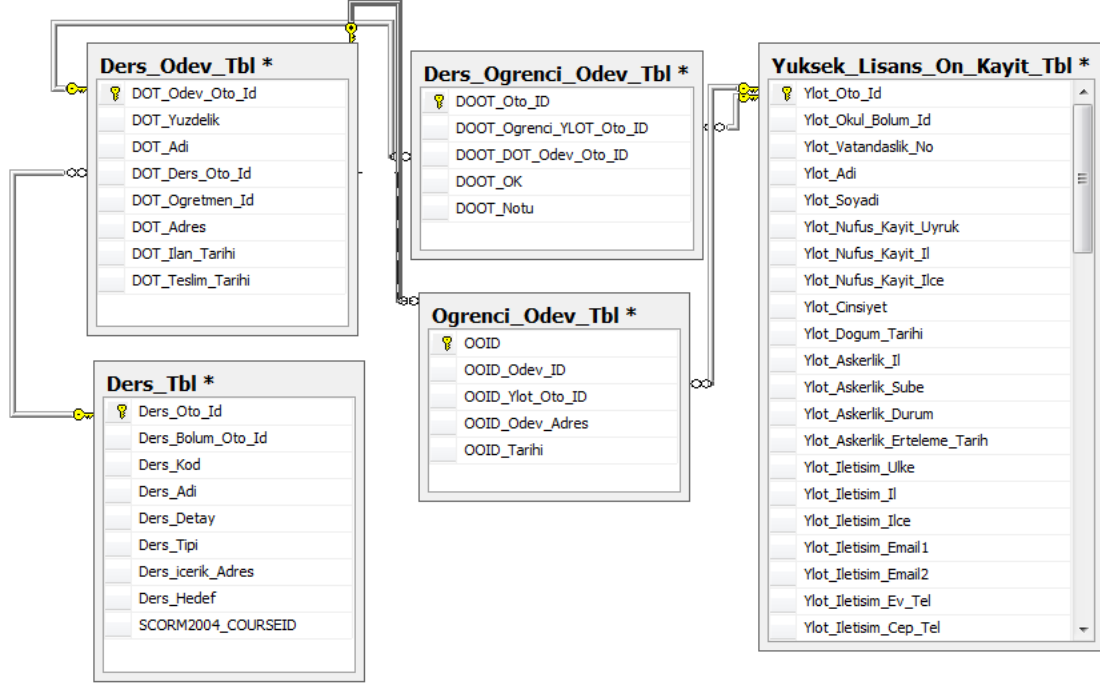 Ders_Odev_Tbl *
DOT_Odev_Oto_Id
DOT_Yuzdelik
DOT_Adi
DOT_Ders_Oto_Id
DOT_Ogretmen_Id
DOT_Adres
DOT_Ilan_Tarihi
DOT_Teslim_Tarihi
Ders_Tbl *
Ders_Oto_Id
Ders_Bolum_Oto_Id
Ders_Kod
Ders_Adi
Ders_Detay
Ders_Tipi
Ders_icerik_Adres
Ders_Hedef
SCORM2004_COURSEID
Ders_Ogrenci_Odev_Tbl *
DOOT_Oto_ID
DOOT_Ogrenci_YLOT_Oto_ID
DOOT_DOT_Odev_Oto_ID
DOOT_OK
DOOT_Notu
Ogrenci_Odev_Tbl *
OOID
OOID_Odev_ID
OOID_Ylot_Oto_ID
OOID_Odev_Adres
OOID_Tarihi
Yuksek_Lisans_On_Kayit_Tbl *
Ylot_Oto_Id
Ylot_Okul_Bolum_Id
Ylot_Vatandaslik_No
Ylot_Adi
Ylot_Soyadi
Ylot_Nufus_Kayit_Uyruk
Ylot_Nufus_Kayit_Il
Ylot_Nufus_Kayit_Ilce
Ylot_Cinsiyet
Ylot_Dogum_Tarihi
Ylot_Askerlik_Il
Ylot_Askerlik_Sube
Ylot_Askerlik_Durum
Ylot_Askerlik_Erteleme_Tarih
Ylot_Iletisim_Ulke
Ylot_Iletisim_Il
Ylot_Iletisim_Ilce
Ylot_Iletisim_Email1
Ylot_Iletisim_Email2
Ylot_Iletisim_Ev_Tel
Ylot_Iletisim_Cep_Tel